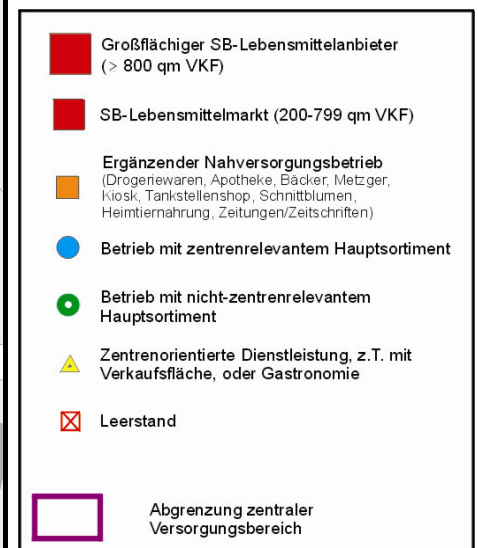 Großflächiger SB-Lebensmittelanbieter
(> 800 qm VKF)
SB-Lebensmittelmarkt (200-799 qm VKF)
Ergänzender Nahversorgungsbetrieb
(Drogeriewaren, Apotheke, Bäcker, Metzger,
Kiosk, Tankstellenshop, Schnittblumen,
Heimtiernahrung, Zeitungen/Zeitschriften)
Betrieb mit zentrenrelevantem Hauptsortiment
Betrieb mit nicht-zentrenrelevantem
Hauptsortiment
Zentrenorientierte Dienstleistung, z.T. mit
Verkaufsfläche, oder Gastronomie
Leerstand
Abgrenzung zentraler
Versorgungsbereich